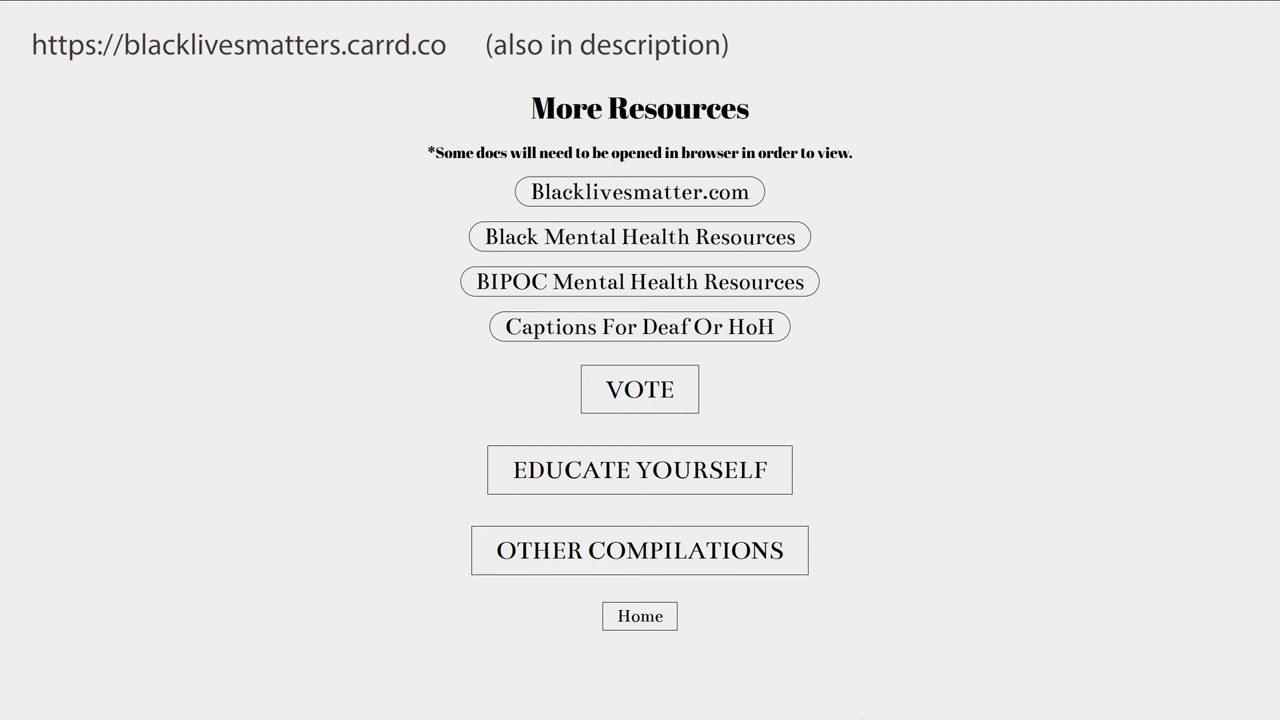 https://blacklivesmatters.carrd.co (also in description)
More Resources
*Some docs will need to be opened in browser in order to view.
Blacklivesmatter.com
Black Mental Health Resources
BIPOC Mental Health Resources
Captions For Deaf Or HoH
VOTE
EDUCATE YOURSELF
OTHER COMPILATIONS
Home